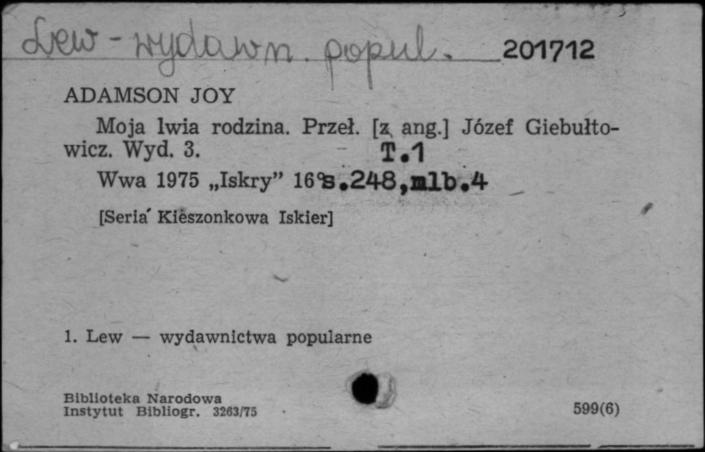 Lew - wydawn. popul. 201712
ADAMSON JOY
Moja lwia rodzina. Przeł. [z ang.] Józef Giebułto-
wicz. Wyd. 3. T.1
Wwa 1975 „Iskry” 16° s.248,nlb.4
[Seria Kieszonkowa Iskier]
1. Lew — wydawnictwa popularne
Biblioteka Narodowa
Instytut Bibliogr. 3263/75 599(6)